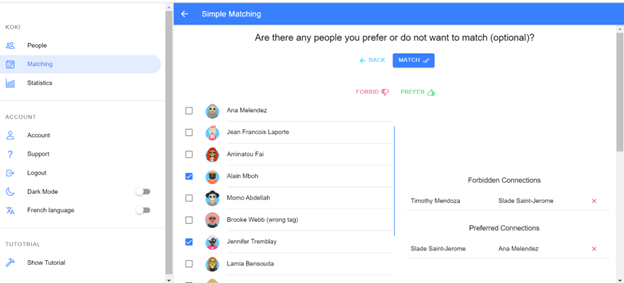 KOKI
People
Matching
Statistics
ACCOUNT
Account
Support
Logout
Dark Mode
French language
TUTOTRIAL
Show Tutorial
Simple Matching
Are there any people you prefer or do not want to match (optional)?
BACK
MATCH
FORBID
PREFER
Ana Melendez
Jean Francois Laporte
Aminatou Fai
Alain Mboh
Momo Abdellah
Brooke Webb (wrong tag)
Jennifer Tremblay
Lamia Bensouda
Forbidden Connections
Timothy Mendoza Slade Saint-Jerome
Preferred Connections
Slade Saint-Jerome Ana Melendez